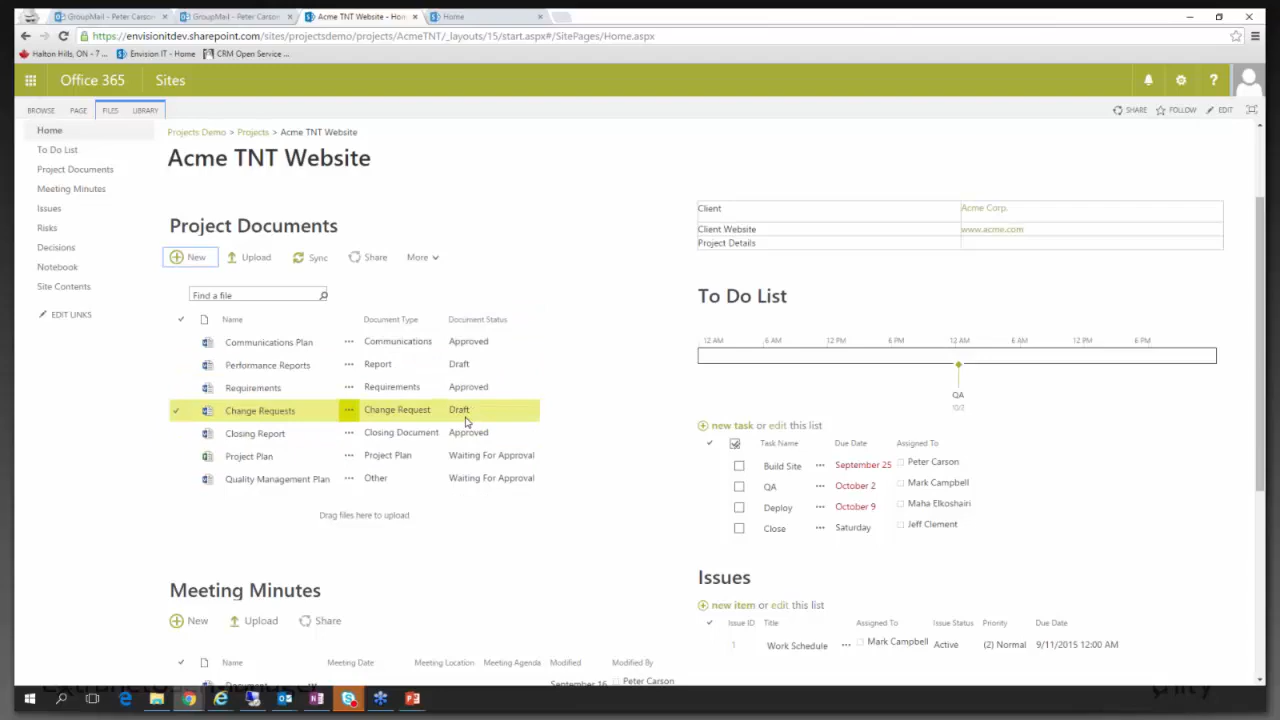 GroupMail - Peter Carson
GroupMail - Peter Carson
Acme TNT Website - Hom
Home
https://envisionitdev.sharepoint.com/sites/projectsdemo/projects/AcmeTNT/_layouts/15/start.aspx#/SitePages/Home.aspx
Halton Hills, ON - 7 ...
Envision IT - Home
CRM Open Service ...
Office 365
Sites
?
BROWSE
PAGE
FILES
LIBRARY
SHARE
FOLLOW
EDIT
Home
To Do List
Project Documents
Meeting Minutes
Issues
Risks
Decisions
Notebook
Site Contents
EDIT LINKS
Projects Demo > Projects > Acme TNT Website
Acme TNT Website
Project Documents
New Upload Sync Share More
Find a file
Name Document Type Document Status
Communications Plan ... Communications Approved
Performance Reports ... Report Draft
Requirements ... Requirements Approved
Change Requests ... Change Request Draft
Closing Report ... Closing Document Approved
Project Plan ... Project Plan Waiting For Approval
Quality Management Plan ... Other Waiting For Approval
Drag files here to upload
Meeting Minutes
New Upload Share
Name Meeting Date Meeting Location Meeting Agenda Modified Modified By
Document September 16 Peter Carson
Client Acme Corp.
Client Website www.acme.com
Project Details
To Do List
12 AM 6 AM 12 PM 6 PM 12 AM 6 AM 12 PM 6 PM
QA
10/2
new task or edit this list
Task Name Due Date Assigned To
Build Site ... September 25 Peter Carson
QA ... October 2 Mark Campbell
Deploy ... October 9 Maha Elkoshairi
Close ... Saturday Jeff Clement
Issues
new item or edit this list
Issue ID Title Assigned To Issue Status Priority Due Date
1 Work Schedule ... Mark Campbell Active (2) Normal 9/11/2015 12:00 AM